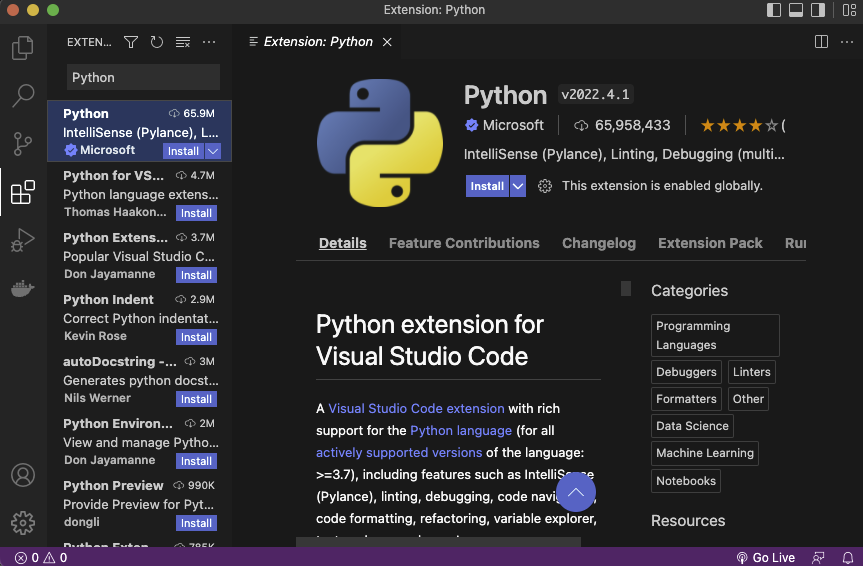 Extension: Python
EXTEN...
Extension: Python
Python
Python 65.9M
IntelliSense (Pylance), L...
Microsoft Install
Python for VS... 4.7M
Python language extens...
Thomas Haakon... Install
Python Extens... 3.7M
Popular Visual Studio C...
Don Jayamanne Install
Python Indent 2.9M
Correct Python indentat...
Kevin Rose Install
autoDocstring -... 3M
Generates python docst...
Nils Werner Install
Python Environ... 2M
View and manage Pytho...
Don Jayamanne Install
Python Preview 990K
Provide Preview for Pyt...
dongli Install
Python v2022.4.1
Microsoft 65,958,433 (
IntelliSense (Pylance), Linting, Debugging (multi...
Install This extension is enabled globally.
Details Feature Contributions Changelog Extension Pack Run
Python extension for
Visual Studio Code
A Visual Studio Code extension with rich
support for the Python language (for all
actively supported versions of the language:
>=3.7), including features such as IntelliSense
(Pylance), linting, debugging, code
code formatting, refactoring, variable explorer,
Categories
Programming
Languages
Debuggers Linters
Formatters Other
Data Science
Machine Learning
Notebooks
Resources
0 0
Go Live